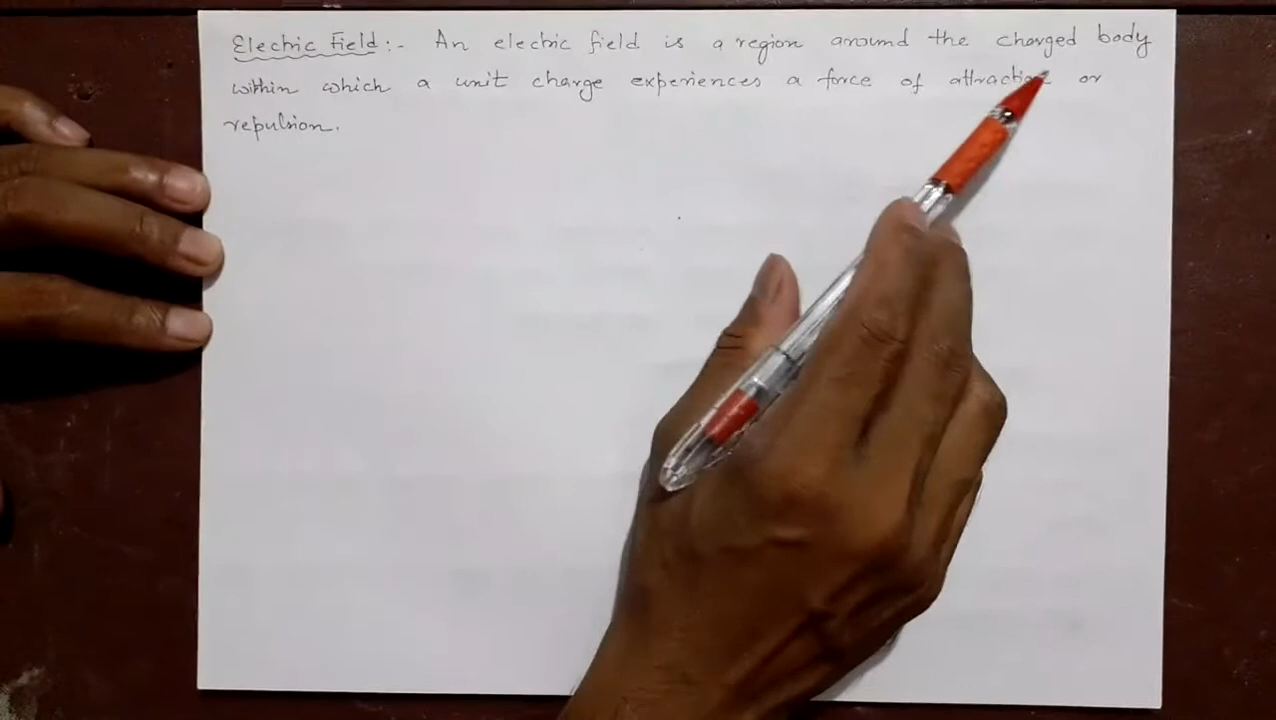 Electric Field:- An electric field is a region around the charged body
within which a unit charge experiences a force of attraction or
repulsion.